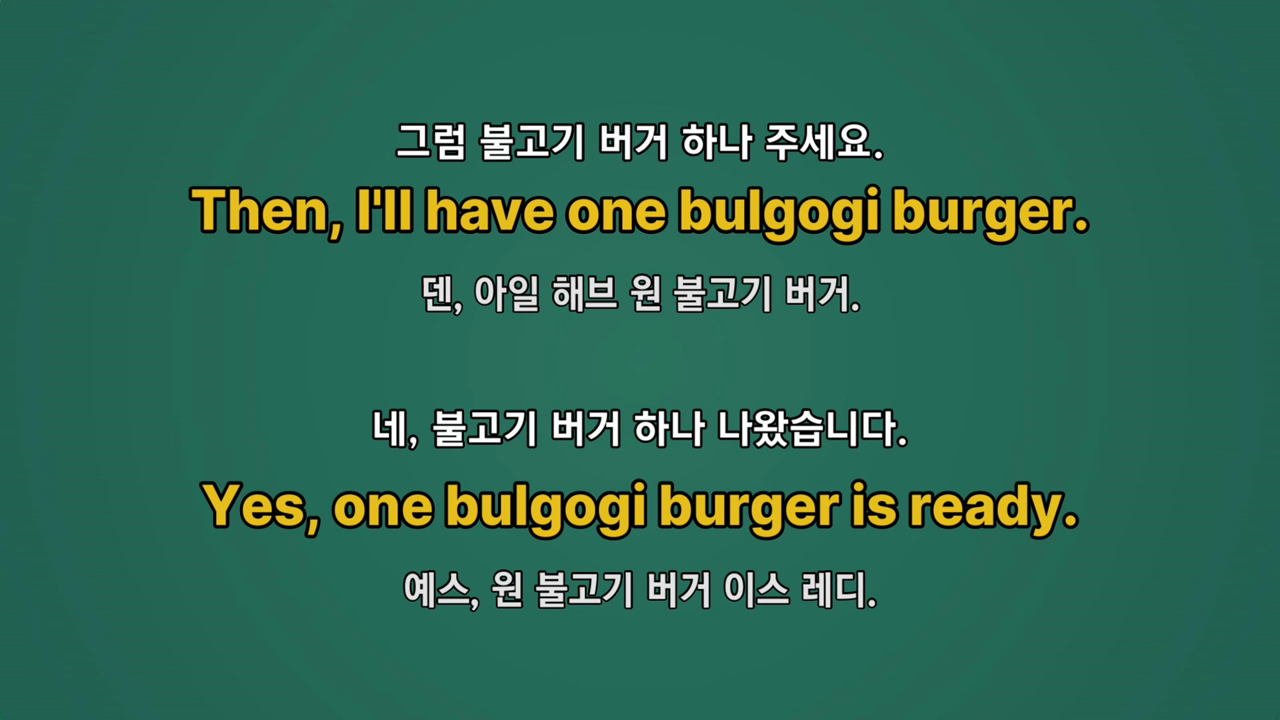 그럼 불고기 버거 하나 주세요.
Then, I'll have one bulgogi burger.
덴, 아일 해브 원 불고기 버거.
네, 불고기 버거 하나 나왔습니다.
Yes, one bulgogi burger is ready.
예스, 원 불고기 버거 이스 레디.